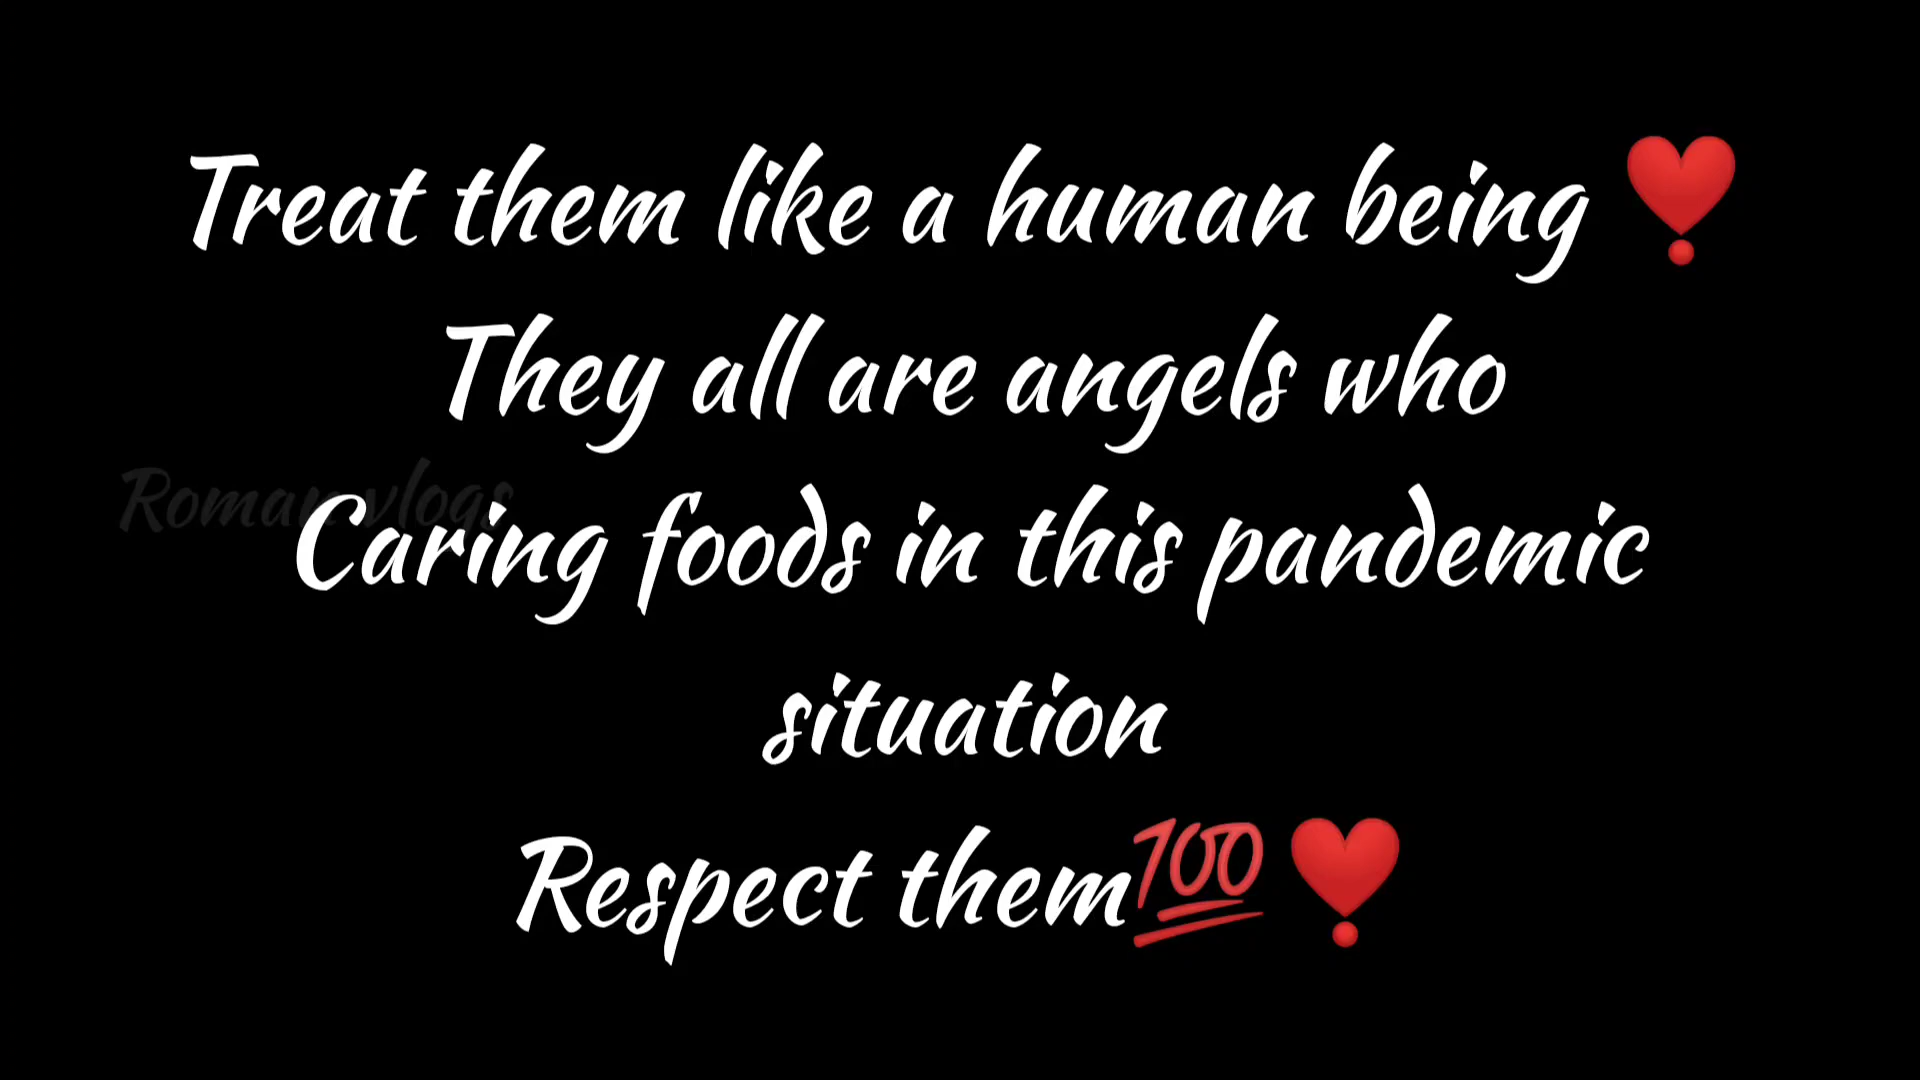 Treat them like a human being ❣️
They all are angels who
Roman vlogs
Caring foods in this pandemic
situation
Respect them💯❣️